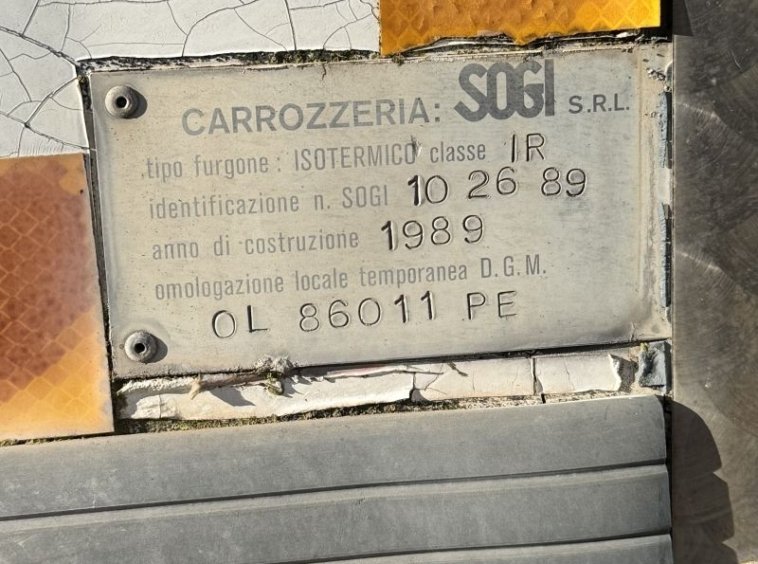 CARROZZERIA: SOGI S.R.L.
tipo furgone: ISOTERMICO classe IR
identificazione n. SOGI 10 26 89
anno di costruzione 1989
omologazione locale temporanea D.G.M.
OL 86011 PE